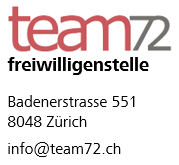 team72
freiwilligenstelle
Badenerstrasse 551
8048 Zürich
info@team72.ch